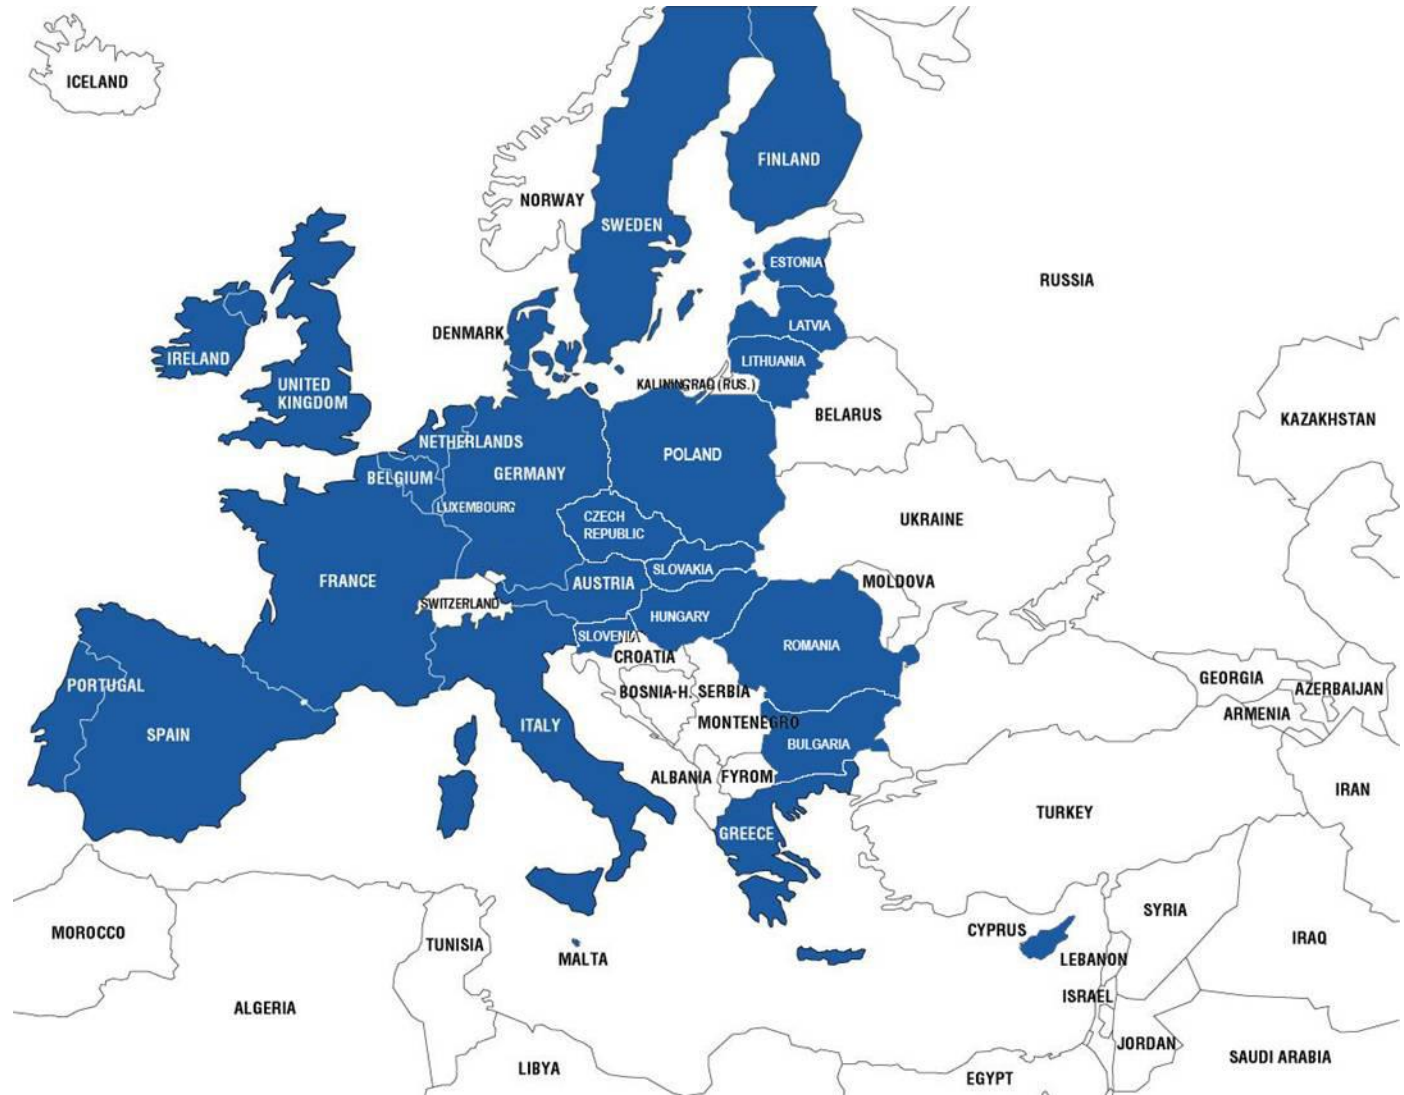 ICELAND
FINLAND
NORWAY
SWEDEN
ESTONIA
RUSSIA
LATVIA
DENMARK
IRELAND
LITHUANIA
UNITED
KINGDOM
KALININGRAD (RUS.)
BELARUS
KAZAKHSTAN
NETHERLANDS
POLAND
BELGIUM
GERMANY
LUXEMBOURG
CZECH
REPUBLIC
UKRAINE
SLOVAKIA
FRANCE
AUSTRIA
MOLDOVA
SWITZERLAND
HUNGARY
SLOVENIA
ROMANIA
CROATIA
GEORGIA
PORTUGAL
BOSNIA-H.
SERBIA
AZERBAIJAN
ARMENIA
SPAIN
ITALY
MONTENEGRO
BULGARIA
ALBANIA
FYROM
IRAN
TURKEY
GREECE
SYRIA
MOROCCO
TUNISIA
CYPRUS
IRAQ
MALTA
LEBANON
ISRAEL
ALGERIA
JORDAN
SAUDI ARABIA
LIBYA
EGYPT